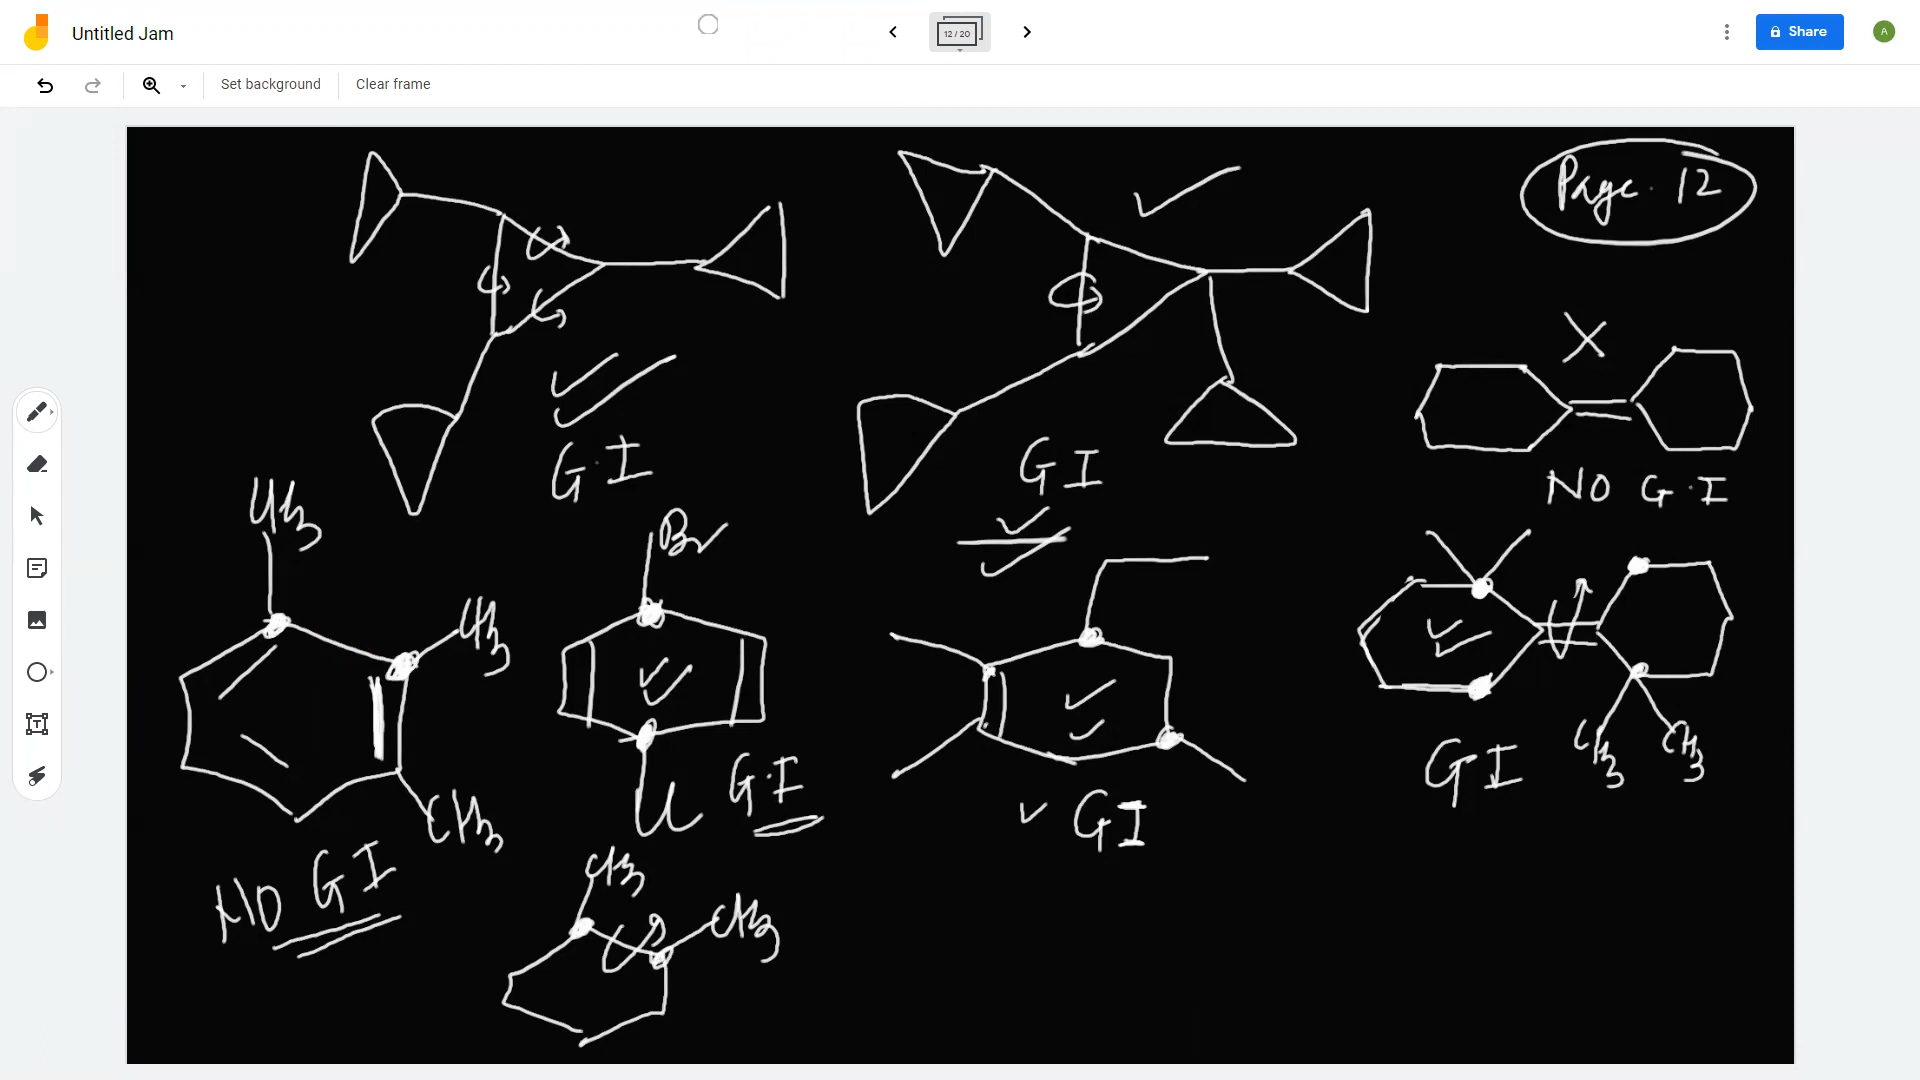 Untitled Jam
12 / 20
Share
A
Set background
Clear frame
Page 12
G.I
GI
X
NO G.I
CH3
CH3
CH3
NO GI
Br
Cl
G.I
GI
CH3
CH3
GI
CH3
CH3